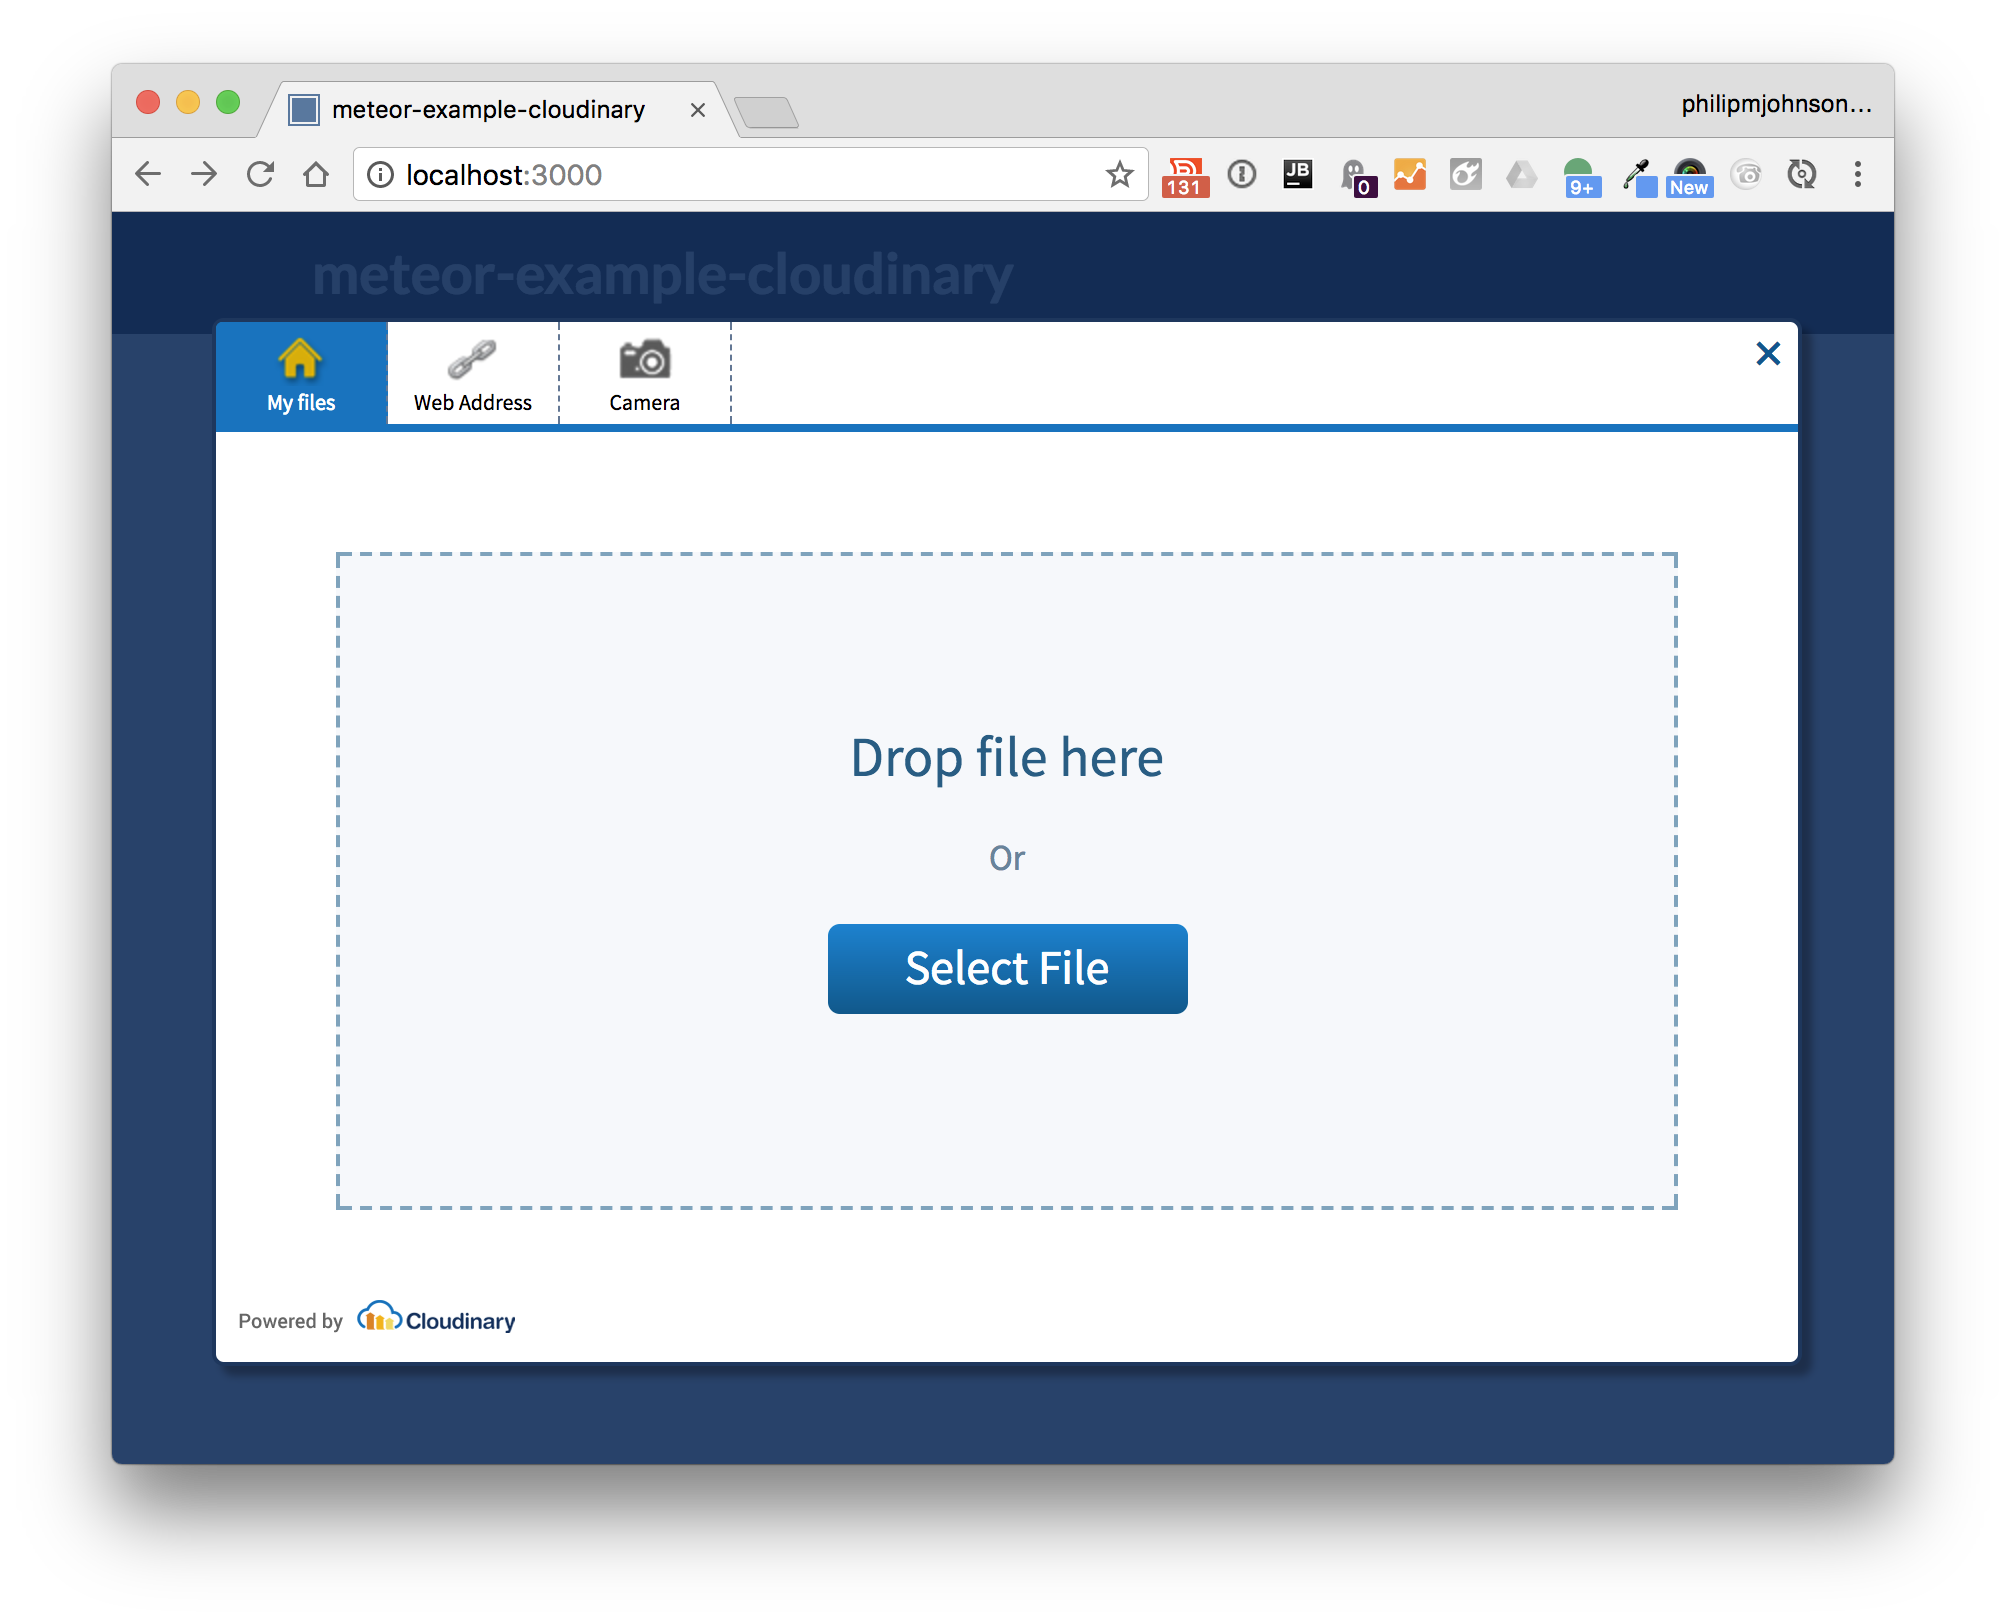 meteor-example-cloudinary
philipmjohnson...
localhost:3000
131
JB
0
9+
New
meteor-example-cloudinary
My files
Web Address
Camera
Drop file here
Or
Select File
Powered by Cloudinary